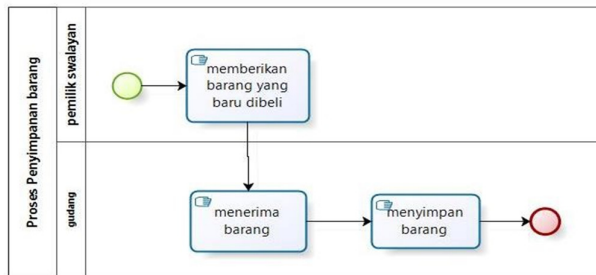 Proses Penyimpanan barang
pemilik swalayan
memberikan
barang yang
baru dibeli
gudang
menerima
barang
menyimpan
barang